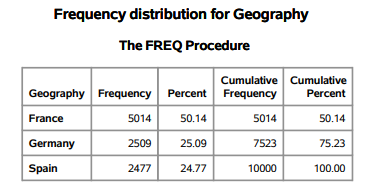 Frequency distribution for Geography
The FREQ Procedure
Geography Frequency Percent Cumulative Frequency Cumulative Percent
France 5014 50.14 5014 50.14
Germany 2509 25.09 7523 75.23
Spain 2477 24.77 10000 100.00